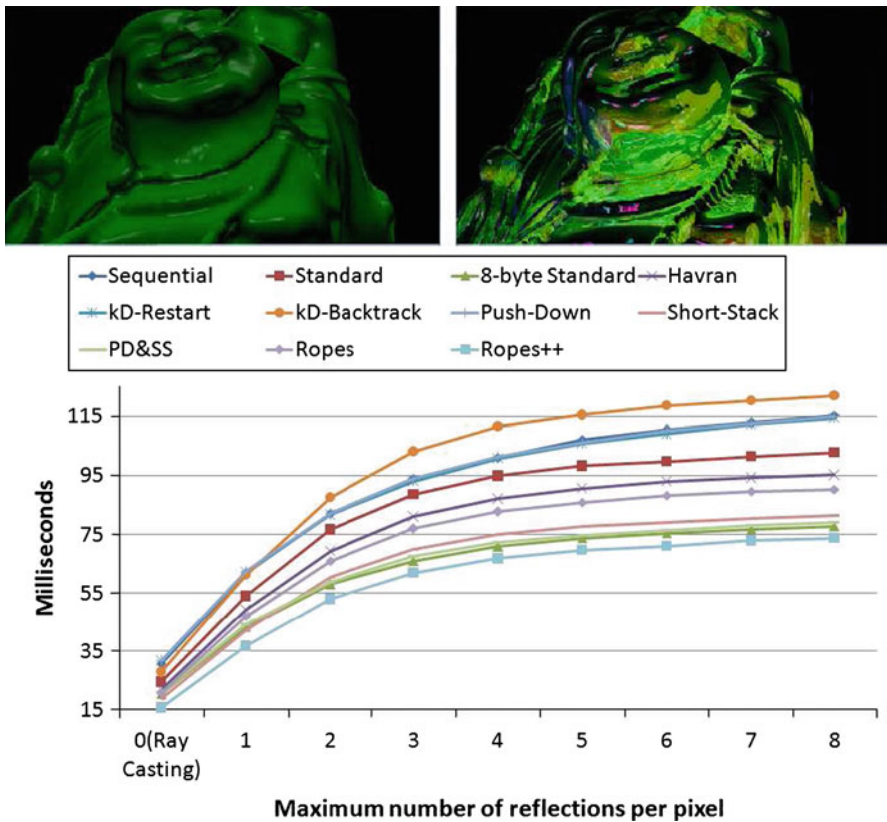 Sequential Standard 8-byte Standard Havran
kD-Restart kD-Backtrack Push-Down Short-Stack
PD&SS Ropes Ropes++
115
95
75
55
35
15
Milliseconds
0(Ray Casting) 1 2 3 4 5 6 7 8
Maximum number of reflections per pixel